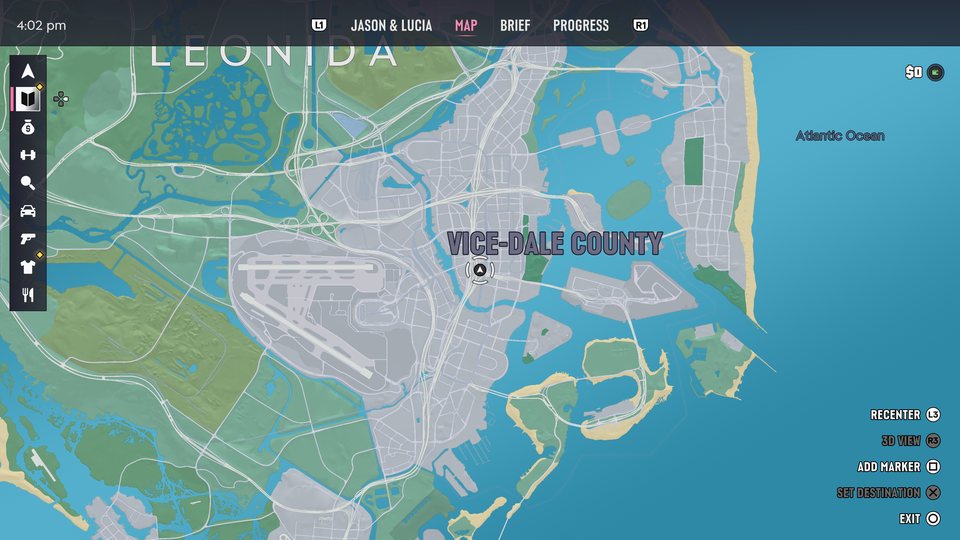 4:02 pm
L1 JASON & LUCIA MAP BRIEF PROGRESS R1
LEONIDA
$0
Atlantic Ocean
VICE-DALE COUNTY
RECENTER L3
3D VIEW R3
ADD MARKER
SET DESTINATION
EXIT